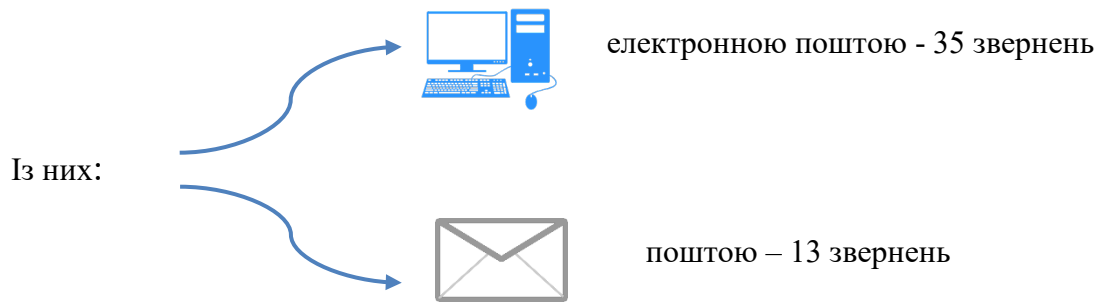 електронною поштою - 35 звернень
Із них:
поштою – 13 звернень